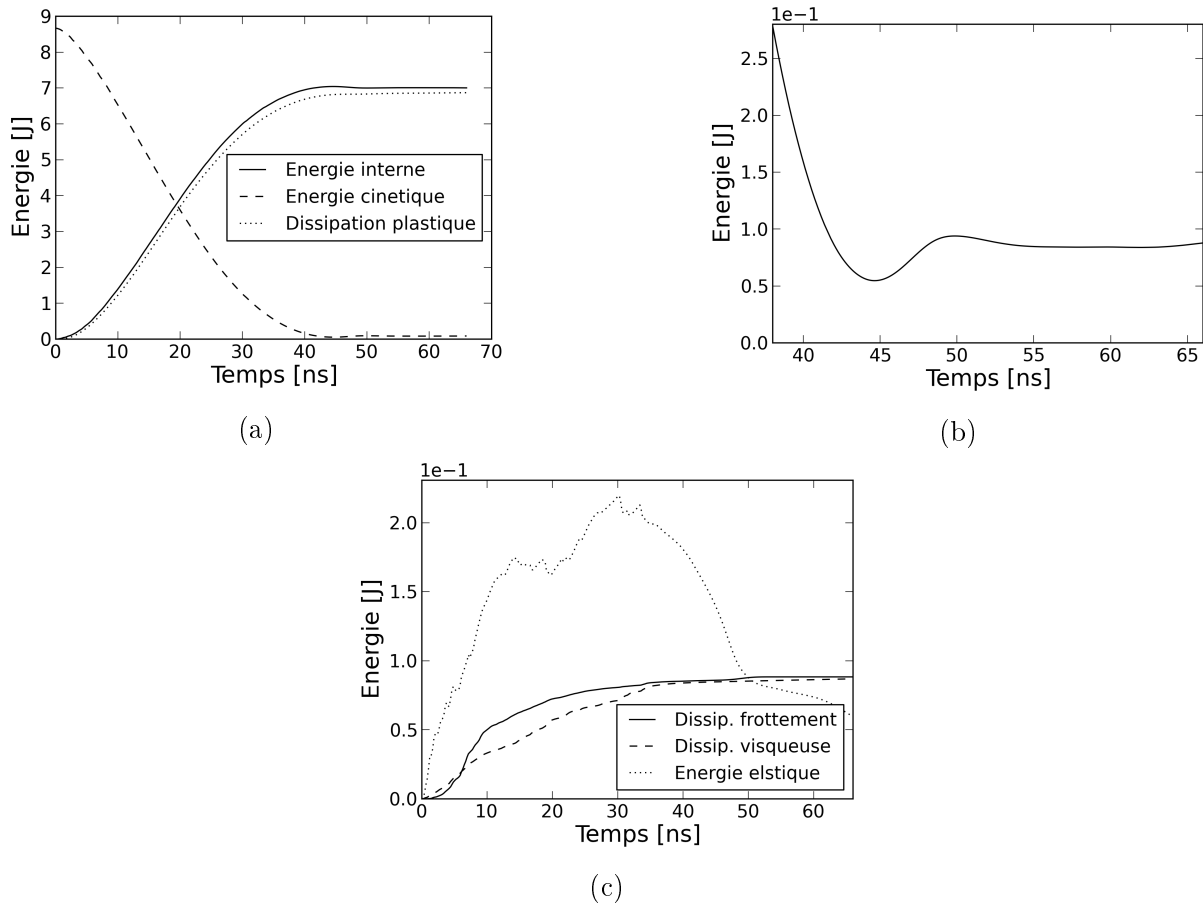 9
8
7
6
5
4
3
2
1
0
Energie [J]
Energie interne
Energie cinetique
Dissipation plastique
0 10 20 30 40 50 60 70
Temps [ns]
(a)
1e−1
2.5
2.0
1.5
1.0
0.5
0.0
Energie [J]
40 45 50 55 60 65
Temps [ns]
(b)
1e−1
2.0
1.5
1.0
0.5
0.0
Energie [J]
Dissip. frottement
Dissip. visqueuse
Energie elstique
0 10 20 30 40 50 60
Temps [ns]
(c)